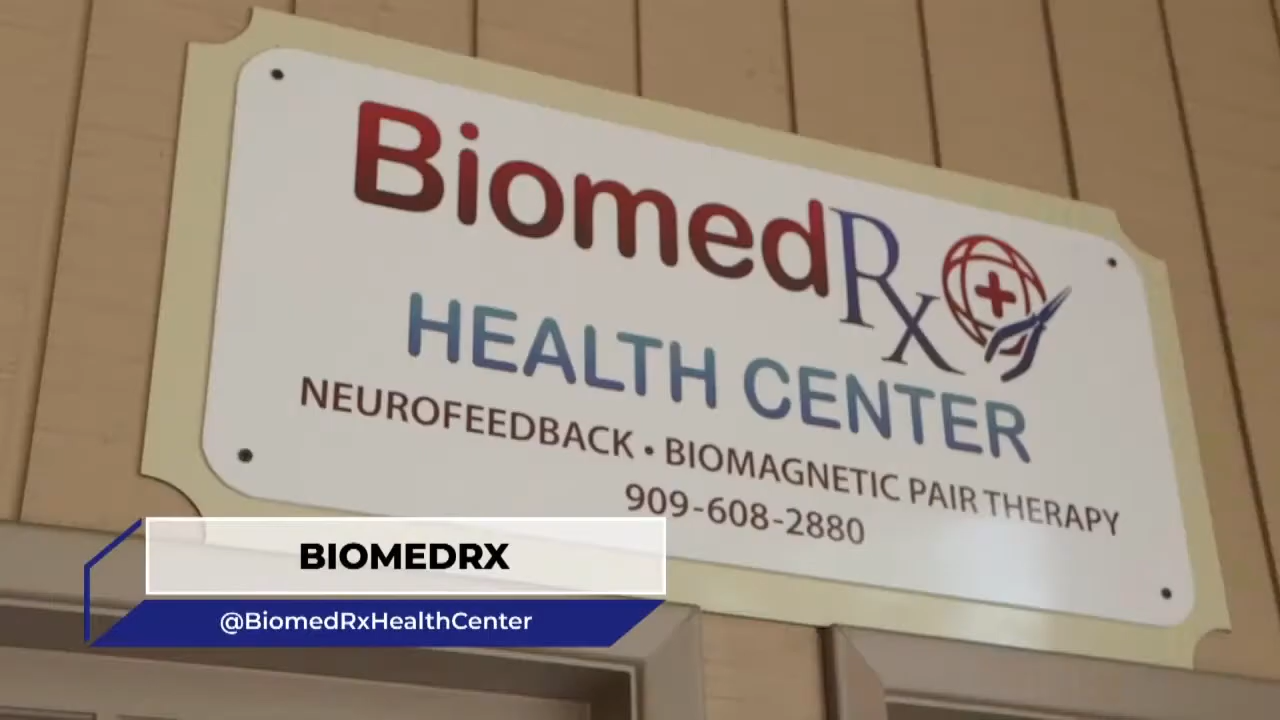 BiomedRx
HEALTH CENTER
NEUROFEEDBACK • BIOMAGNETIC PAIR THERAPY
909-608-2880
BIOMEDRX
@BiomedRxHealthCenter